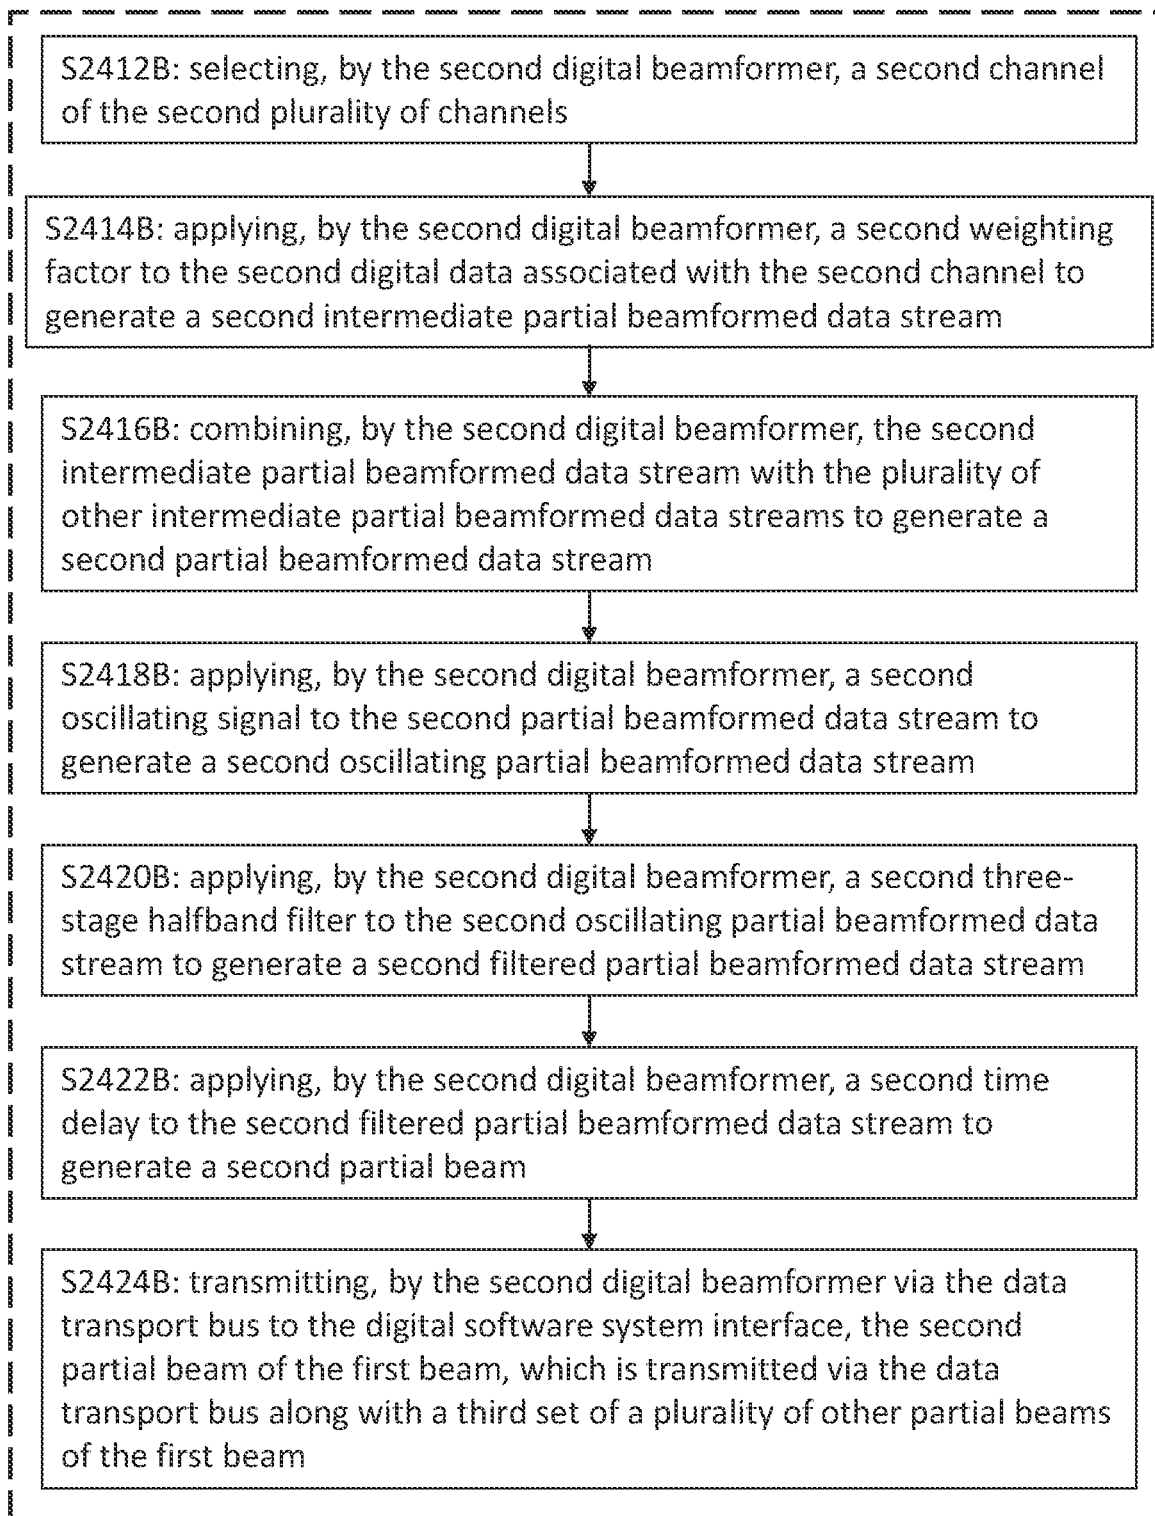 S2412B: selecting, by the second digital beamformer, a second channel
of the second plurality of channels
S2414B: applying, by the second digital beamformer, a second weighting
factor to the second digital data associated with the second channel to
generate a second intermediate partial beamformed data stream
S2416B: combining, by the second digital beamformer, the second
intermediate partial beamformed data stream with the plurality of
other intermediate partial beamformed data streams to generate a
second partial beamformed data stream
S2418B: applying, by the second digital beamformer, a second
oscillating signal to the second partial beamformed data stream to
generate a second oscillating partial beamformed data stream
S2420B: applying, by the second digital beamformer, a second three-
stage halfband filter to the second oscillating partial beamformed data
stream to generate a second filtered partial beamformed data stream
S2422B: applying, by the second digital beamformer, a second time
delay to the second filtered partial beamformed data stream to
generate a second partial beam
S2424B: transmitting, by the second digital beamformer via the data
transport bus to the digital software system interface, the second
partial beam of the first beam, which is transmitted via the data
transport bus along with a third set of a plurality of other partial beams
of the first beam